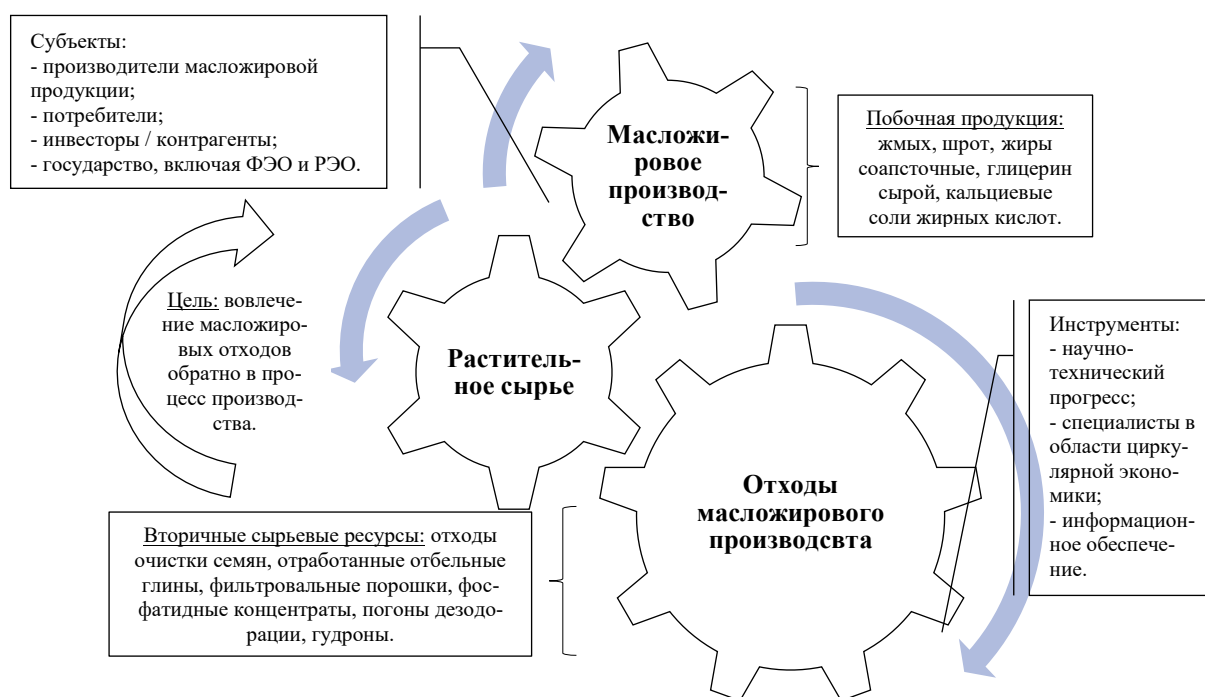 Субъекты:
- производители масложировой
продукции;
- потребители;
- инвесторы / контрагенты;
- государство, включая ФЭО и РЭО.
Масложи-
ровое
производ-
ство
Побочная продукция:
жмых, шрот, жиры
соапсточные, глицерин
сырой, кальциевые
соли жирных кислот.
Цель: вовлече-
ние масложиро-
вых отходов
обратно в про-
цесс производ-
ства.
Раститель-
ное сырье
Инструменты:
- научно-
технический
прогресс;
- специалисты в
области цирку-
лярной эконо-
мики;
- информацион-
ное обеспече-
ние.
Отходы
масложирового
производсвта
Вторичные сырьевые ресурсы: отходы
очистки семян, отработанные отбельные
глины, фильтровальные порошки, фос-
фатидные концентраты, погоны дезодо-
рации, гудроны.